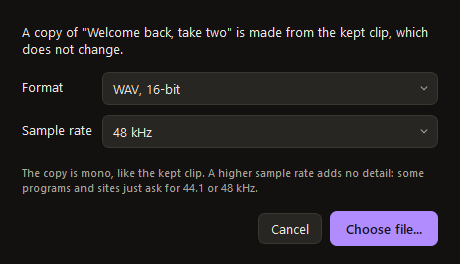 A copy of "Welcome back, take two" is made from the kept clip, which
does not change.
Format
WAV, 16-bit
Sample rate
48 kHz
The copy is mono, like the kept clip. A higher sample rate adds no detail: some
programs and sites just ask for 44.1 or 48 kHz.
Cancel
Choose file...